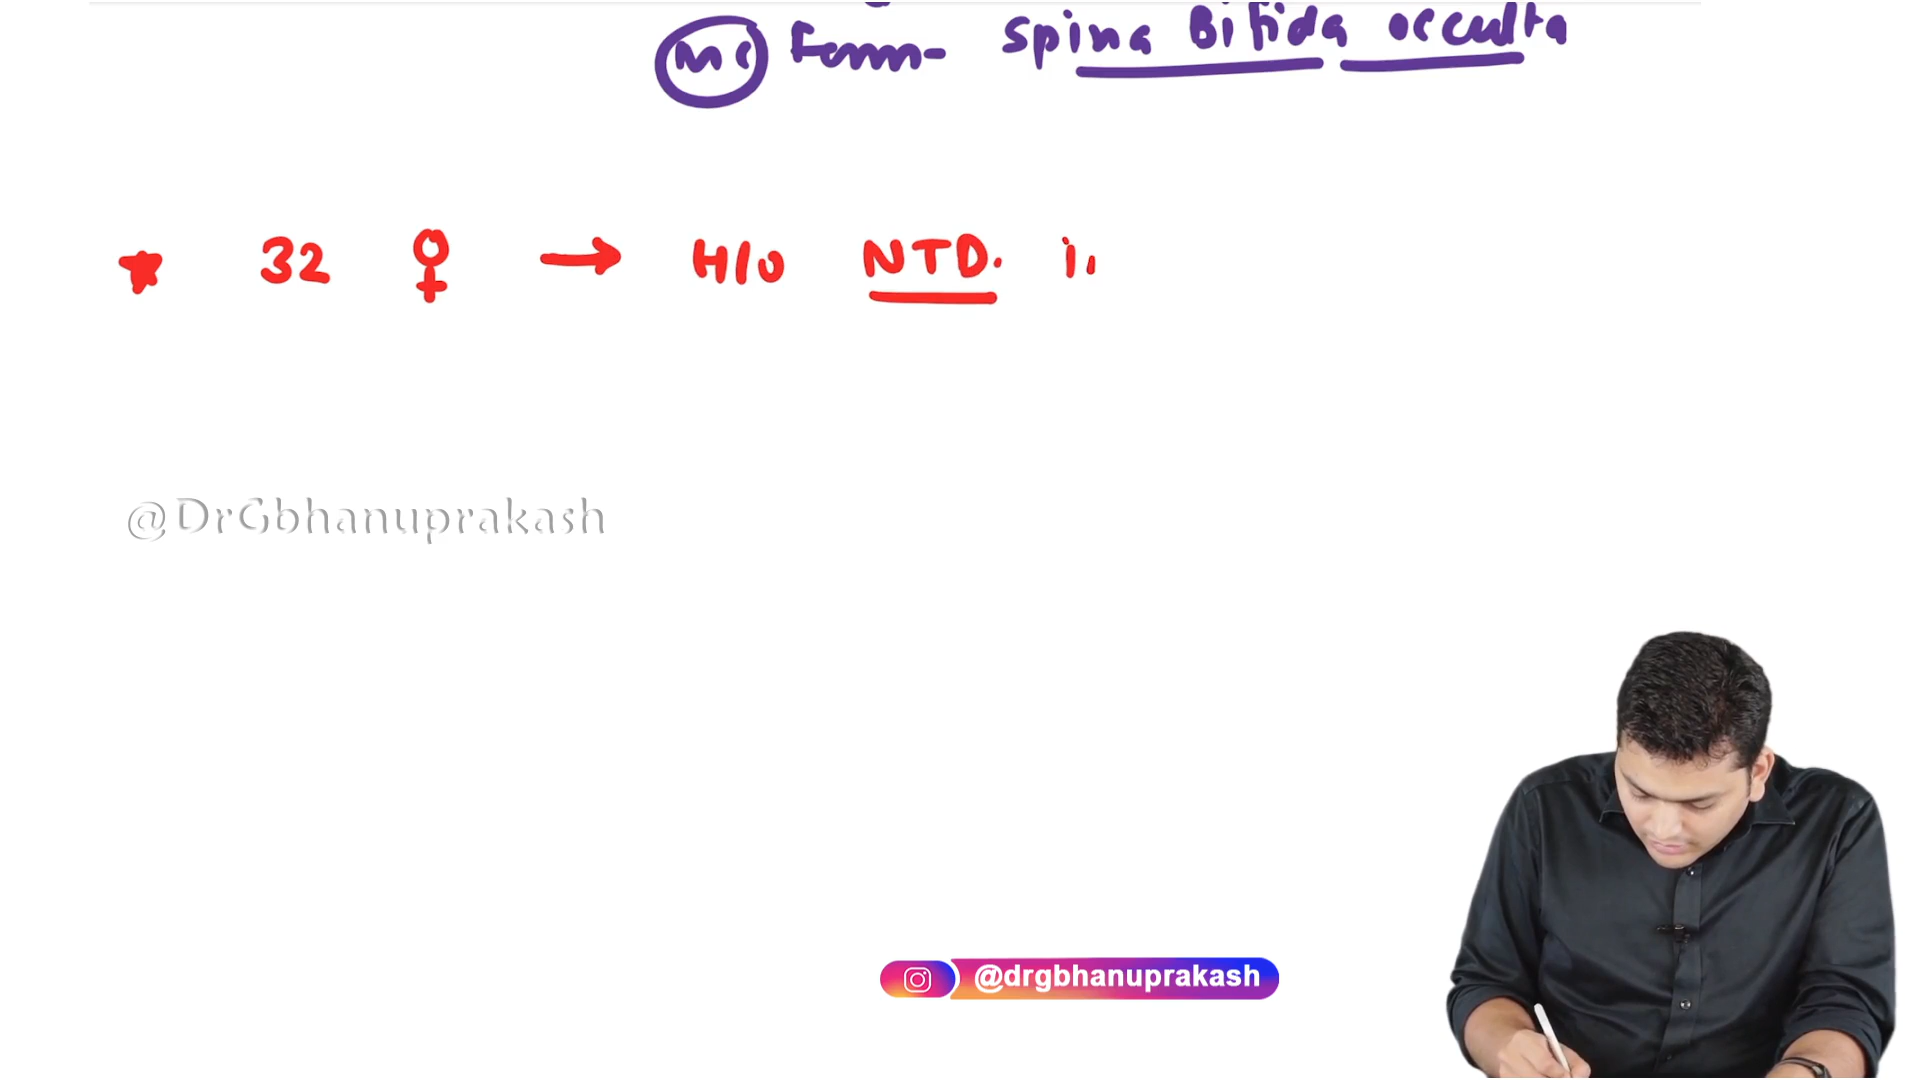 MC Form- Spina Bifida occulta
★ 32 ♀ → H/O NTD. i
@DrGbhanuprakash
@drgbhanuprakash